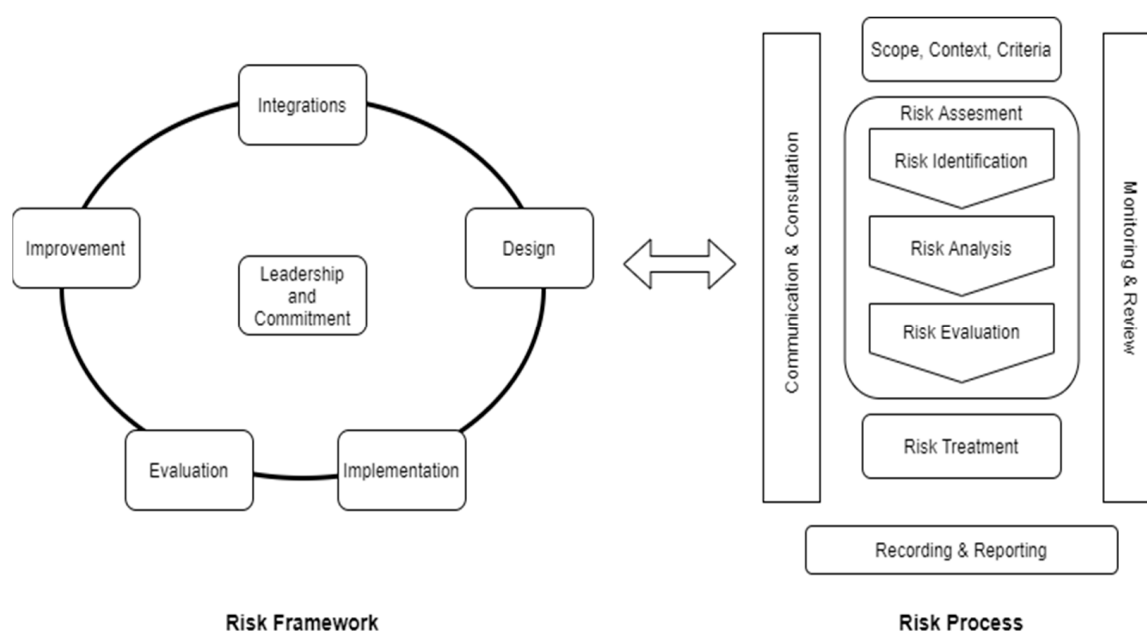 Integrations
Improvement
Design
Leadership
and
Commitment
Evaluation
Implementation
Risk Framework
Communication & Consultation
Scope, Context, Criteria
Risk Assesment
Risk Identification
Risk Analysis
Risk Evaluation
Risk Treatment
Monitoring & Review
Recording & Reporting
Risk Process